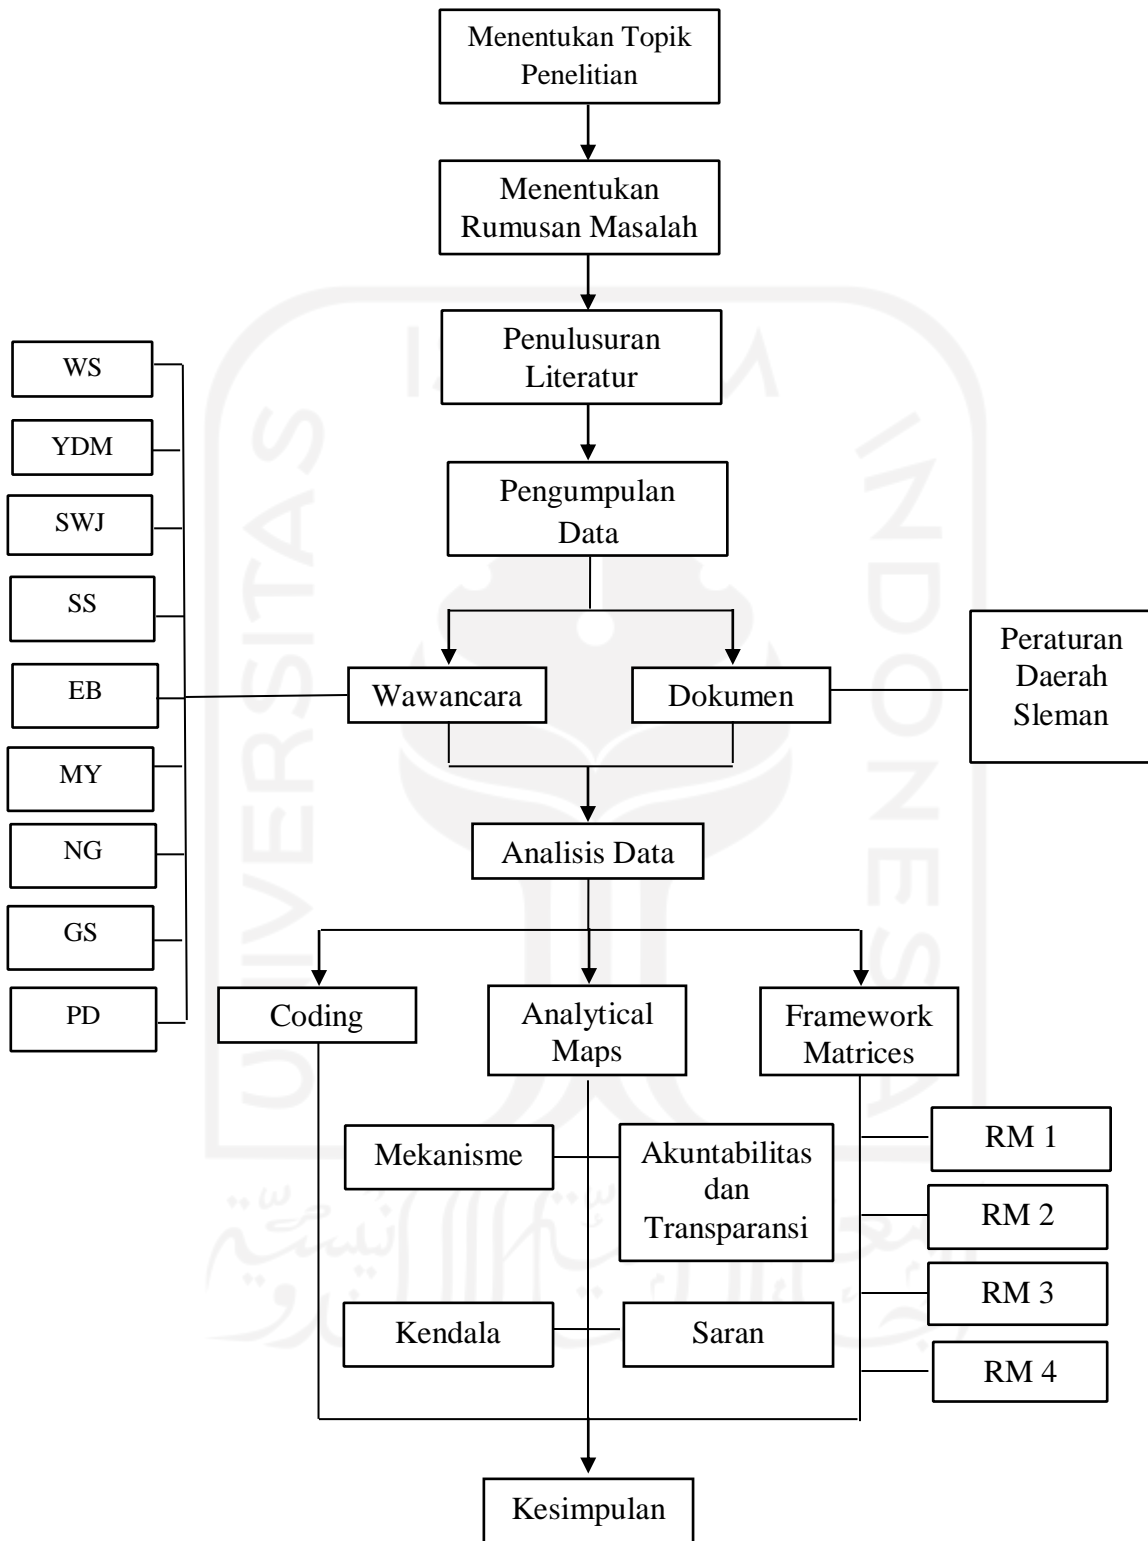 Menentukan Topik
Penelitian
Menentukan
Rumusan Masalah
Penulusuran
Literatur
Pengumpulan
Data
WS
YDM
SWJ
SS
EB
MY
NG
GS
PD
Wawancara
Dokumen
Peraturan
Daerah
Sleman
Analisis Data
Coding
Analytical
Maps
Framework
Matrices
Mekanisme
Akuntabilitas
dan
Transparansi
Kendala
Saran
RM 1
RM 2
RM 3
RM 4
Kesimpulan
UNIVERSITAS
INDONESIA